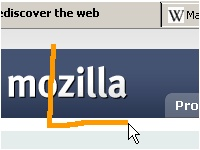 ediscover the web
Ma
mozilla
Pro